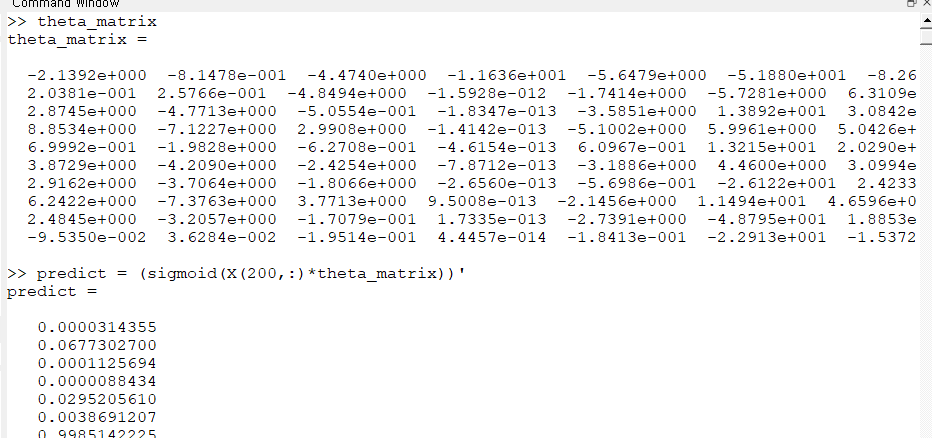 Command Window
>> theta_matrix
theta_matrix =
-2.1392e+000 -8.1478e-001 -4.4740e+000 -1.1636e+001 -5.6479e+000 -5.1880e+001 -8.26
2.0381e-001 2.5766e-001 -4.8494e+000 -1.5928e-012 -1.7414e+000 -5.7281e+000 6.3109e
2.8745e+000 -4.7713e+000 -5.0554e-001 -1.8347e-013 -3.5851e+000 1.3892e+001 3.0842e
8.8534e+000 -7.1227e+000 2.9908e+000 -1.4142e-013 -5.1002e+000 5.9961e+000 5.0426e+
6.9992e-001 -1.9828e+000 -6.2708e-001 -4.6154e-013 6.0967e-001 1.3215e+001 2.0290e+
3.8729e+000 -4.2090e+000 -2.4254e+000 -7.8712e-013 -3.1886e+000 4.4600e+000 3.0994e
2.9162e+000 -3.7064e+000 -1.8066e+000 -2.6560e-013 -5.6986e-001 -2.6122e+001 2.4233
6.2422e+000 -7.3763e+000 3.7713e+000 9.5008e-013 -2.1456e+000 1.1494e+001 4.6596e+0
2.4845e+000 -3.2057e+000 -1.7079e-001 1.7335e-013 -2.7391e+000 -4.8795e+001 1.8853e
-9.5350e-002 3.6284e-002 -1.9514e-001 4.4457e-014 -1.8413e-001 -2.2913e+001 -1.5372
>> predict = (sigmoid(X(200,:)*theta_matrix))'
predict =
0.0000314355
0.0677302700
0.0001125694
0.0000088434
0.0295205610
0.0038691207
0.9985142225